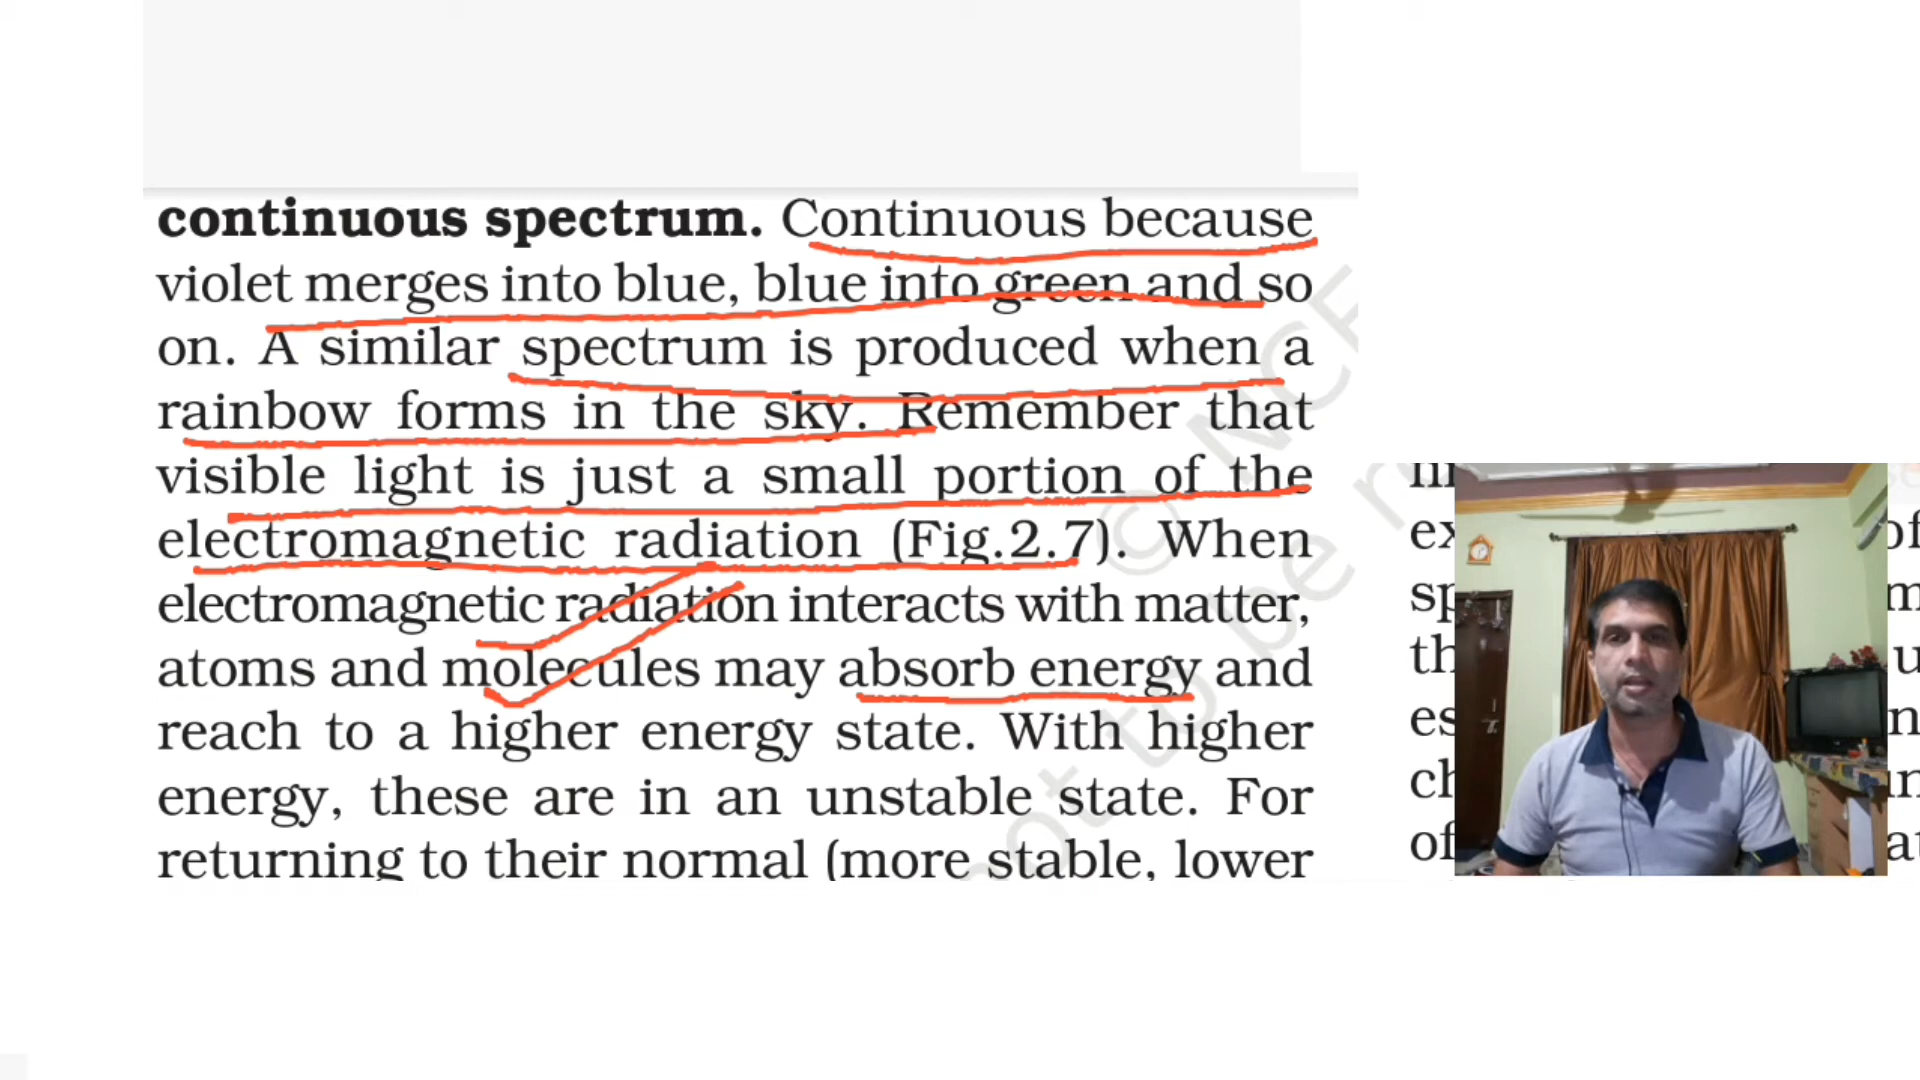 continuous spectrum. Continuous because
violet merges into blue, blue into green and so
on. A similar spectrum is produced when a
rainbow forms in the sky. Remember that
visible light is just a small portion of the
electromagnetic radiation (Fig.2.7). When
electromagnetic radiation interacts with matter,
atoms and molecules may absorb energy and
reach to a higher energy state. With higher
energy, these are in an unstable state. For
returning to their normal (more stable, lower